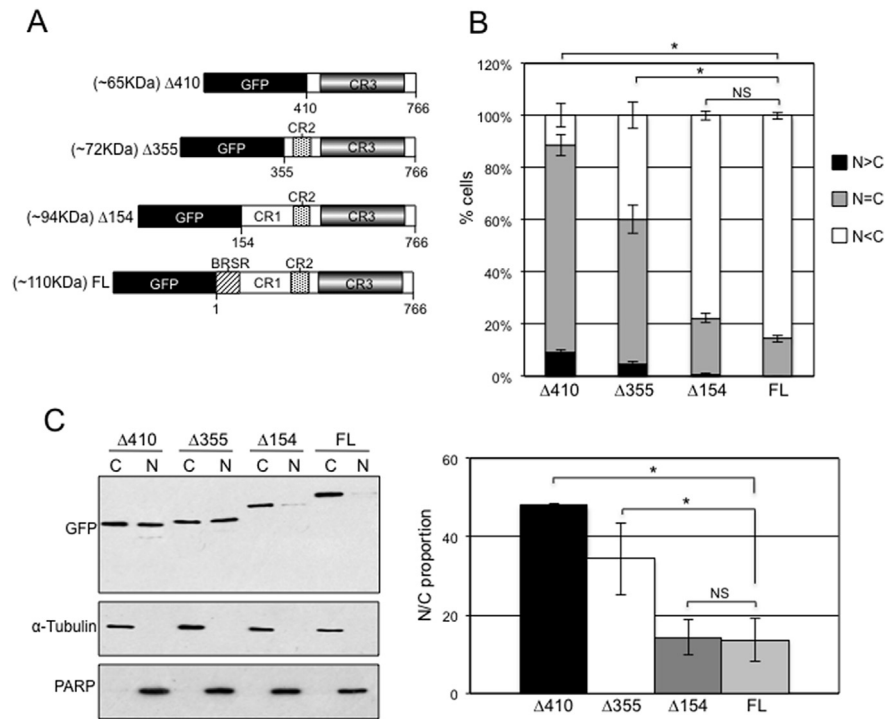 A
(~65KDa) Δ410 GFP CR3
410 766
CR2
(~72KDa) Δ355 GFP CR3
355 766
CR2
(~94KDa) Δ154 GFP CR1 CR3
154 766
BRSR CR2
(~110KDa) FL GFP CR1 CR3
1 766
B
*
*
NS
120%
100%
80%
60%
40%
20%
0%
% cells
Δ410 Δ355 Δ154 FL
N>C
N=C
N<C
C
Δ410 Δ355 Δ154 FL
C N C N C N C N
GFP
α-Tubulin
PARP
60
40
20
0
N/C proportion
*
*
NS
Δ410 Δ355 Δ154 FL